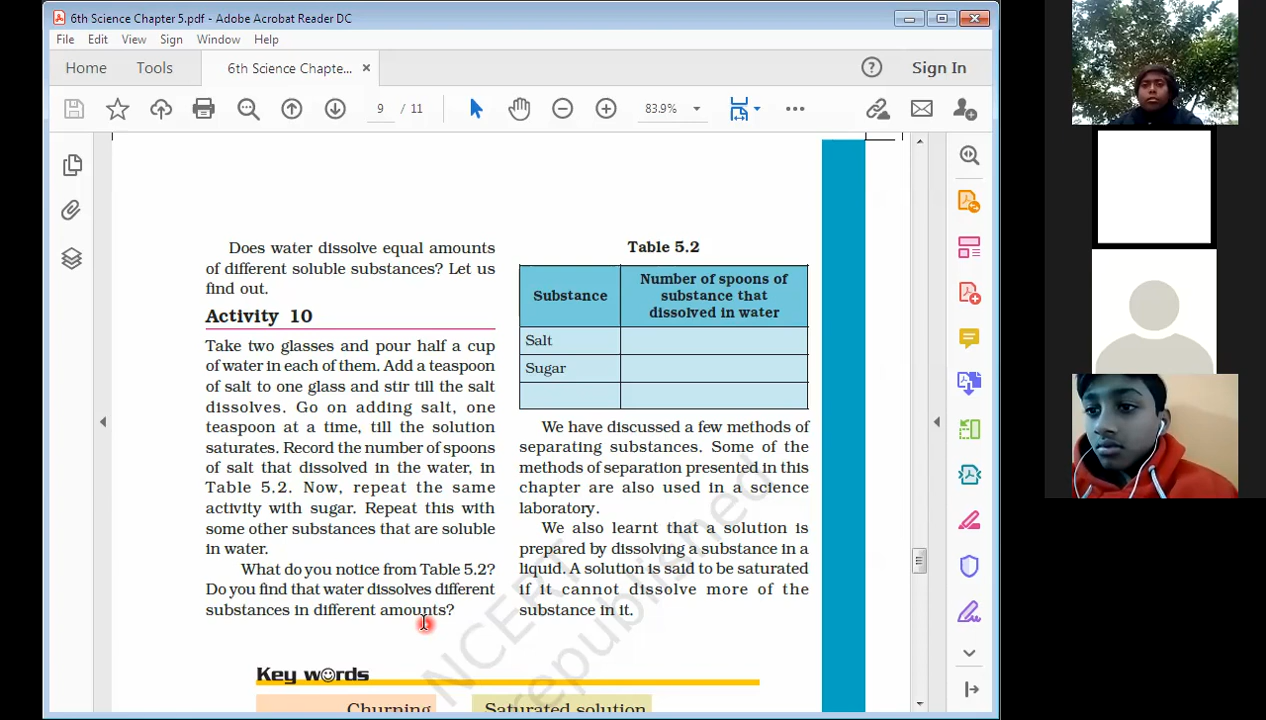 6th Science Chapter 5.pdf - Adobe Acrobat Reader DC
File Edit View Sign Window Help
Home Tools 6th Science Chapte... × Sign In
9 / 11 83.9%
Does water dissolve equal amounts
of different soluble substances? Let us
find out.
Activity 10
Take two glasses and pour half a cup
of water in each of them. Add a teaspoon
of salt to one glass and stir till the salt
dissolves. Go on adding salt, one
teaspoon at a time, till the solution
saturates. Record the number of spoons
of salt that dissolved in the water, in
Table 5.2. Now, repeat the same
activity with sugar. Repeat this with
some other substances that are soluble
in water.
What do you notice from Table 5.2?
Do you find that water dissolves different
substances in different amounts?
Table 5.2
Substance
Number of spoons of
substance that
dissolved in water
Salt
Sugar
We have discussed a few methods of
separating substances. Some of the
methods of separation presented in this
chapter are also used in a science
laboratory.
We also learnt that a solution is
prepared by dissolving a substance in a
liquid. A solution is said to be saturated
if it cannot dissolve more of the
substance in it.
NCERT
republished
Key words
Churning
Saturated solution